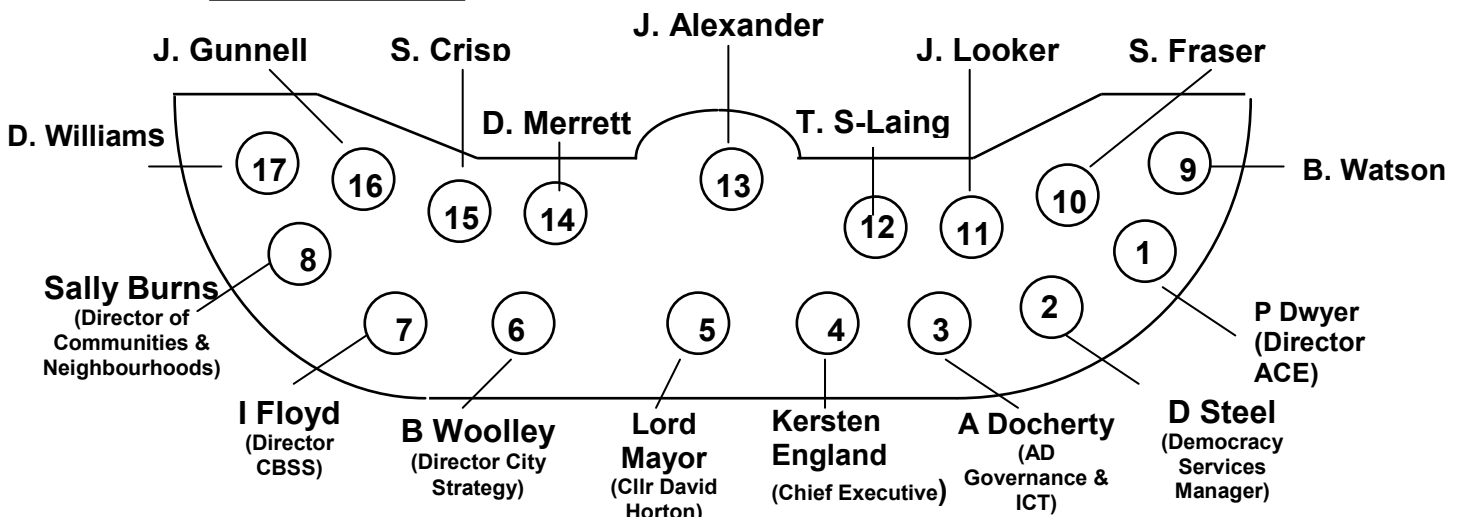 J. Alexander
J. Gunnell
S. Crisp
J. Looker
S. Fraser
D. Williams
D. Merrett
T. S-Laing
B. Watson
17
16
15
14
13
12
11
10
9
8
7
6
5
4
3
2
1
Sally Burns
(Director of
Communities &
Neighbourhoods)
I Floyd
(Director
CBSS)
B Woolley
(Director City
Strategy)
Lord
Mayor
(Cllr David
Horton)
Kersten
England
(Chief Executive)
A Docherty
(AD
Governance &
ICT)
D Steel
(Democracy
Services
Manager)
P Dwyer
(Director
ACE)